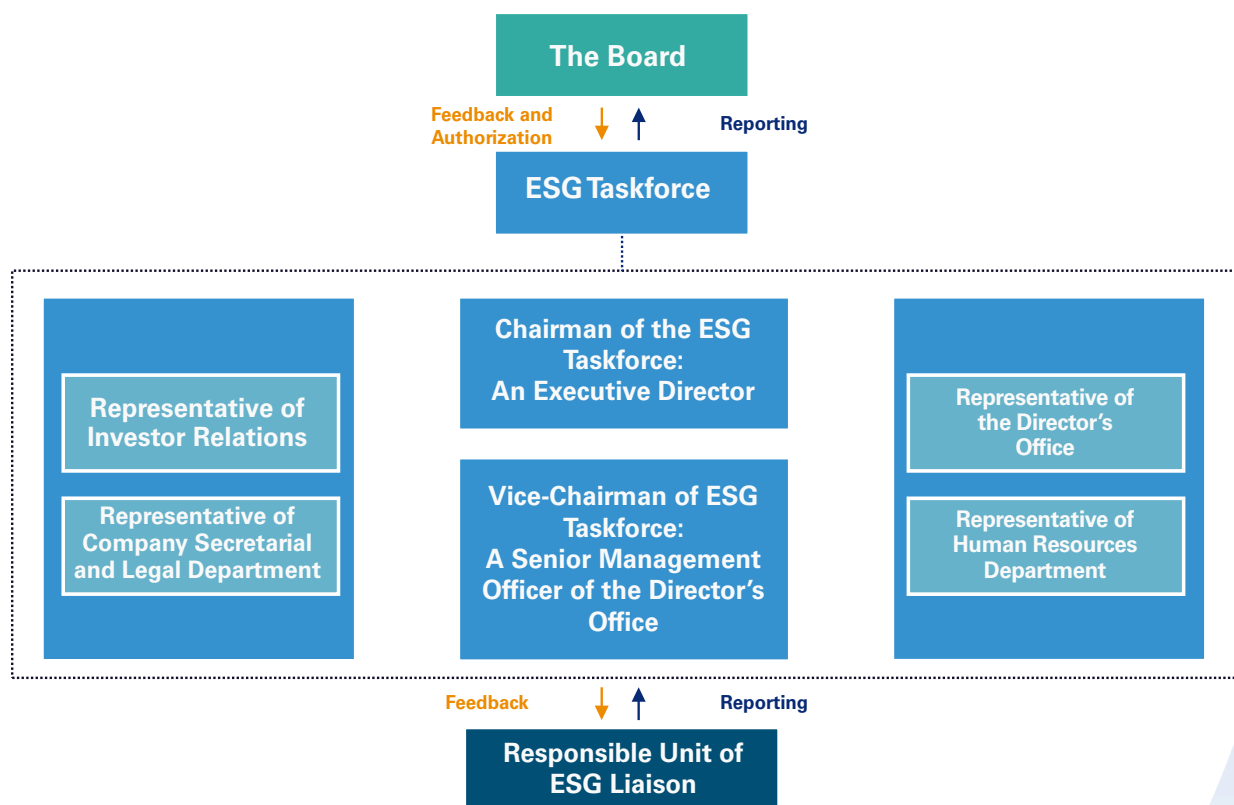 The Board
Feedback and
Authorization
Reporting
ESG Taskforce
Representative of
Investor Relations
Representative of
Company Secretarial
and Legal Department
Chairman of the ESG
Taskforce:
An Executive Director
Vice-Chairman of ESG
Taskforce:
A Senior Management
Officer of the Director's
Office
Representative of
the Director's
Office
Representative of
Human Resources
Department
Feedback
Reporting
Responsible Unit of
ESG Liaison